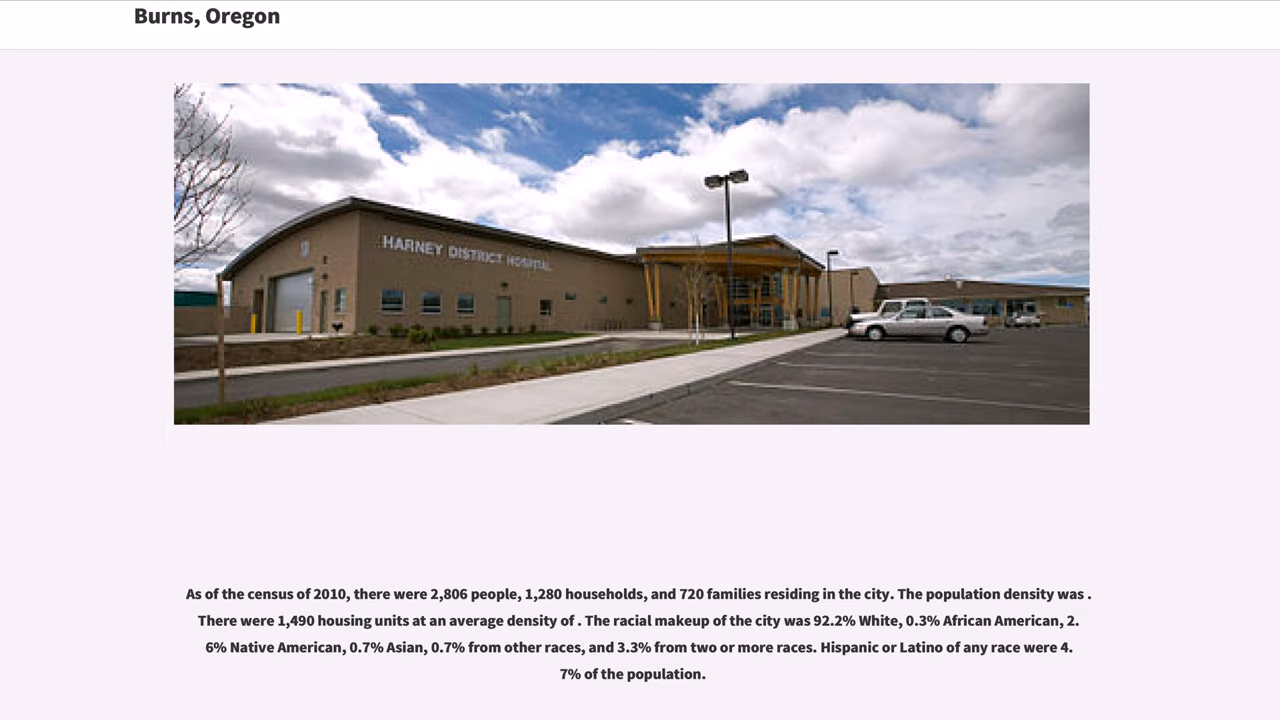 Burns, Oregon
HARNEY DISTRICT HOSPITAL
As of the census of 2010, there were 2,806 people, 1,280 households, and 720 families residing in the city. The population density was .
There were 1,490 housing units at an average density of . The racial makeup of the city was 92.2% White, 0.3% African American, 2.
6% Native American, 0.7% Asian, 0.7% from other races, and 3.3% from two or more races. Hispanic or Latino of any race were 4.
7% of the population.